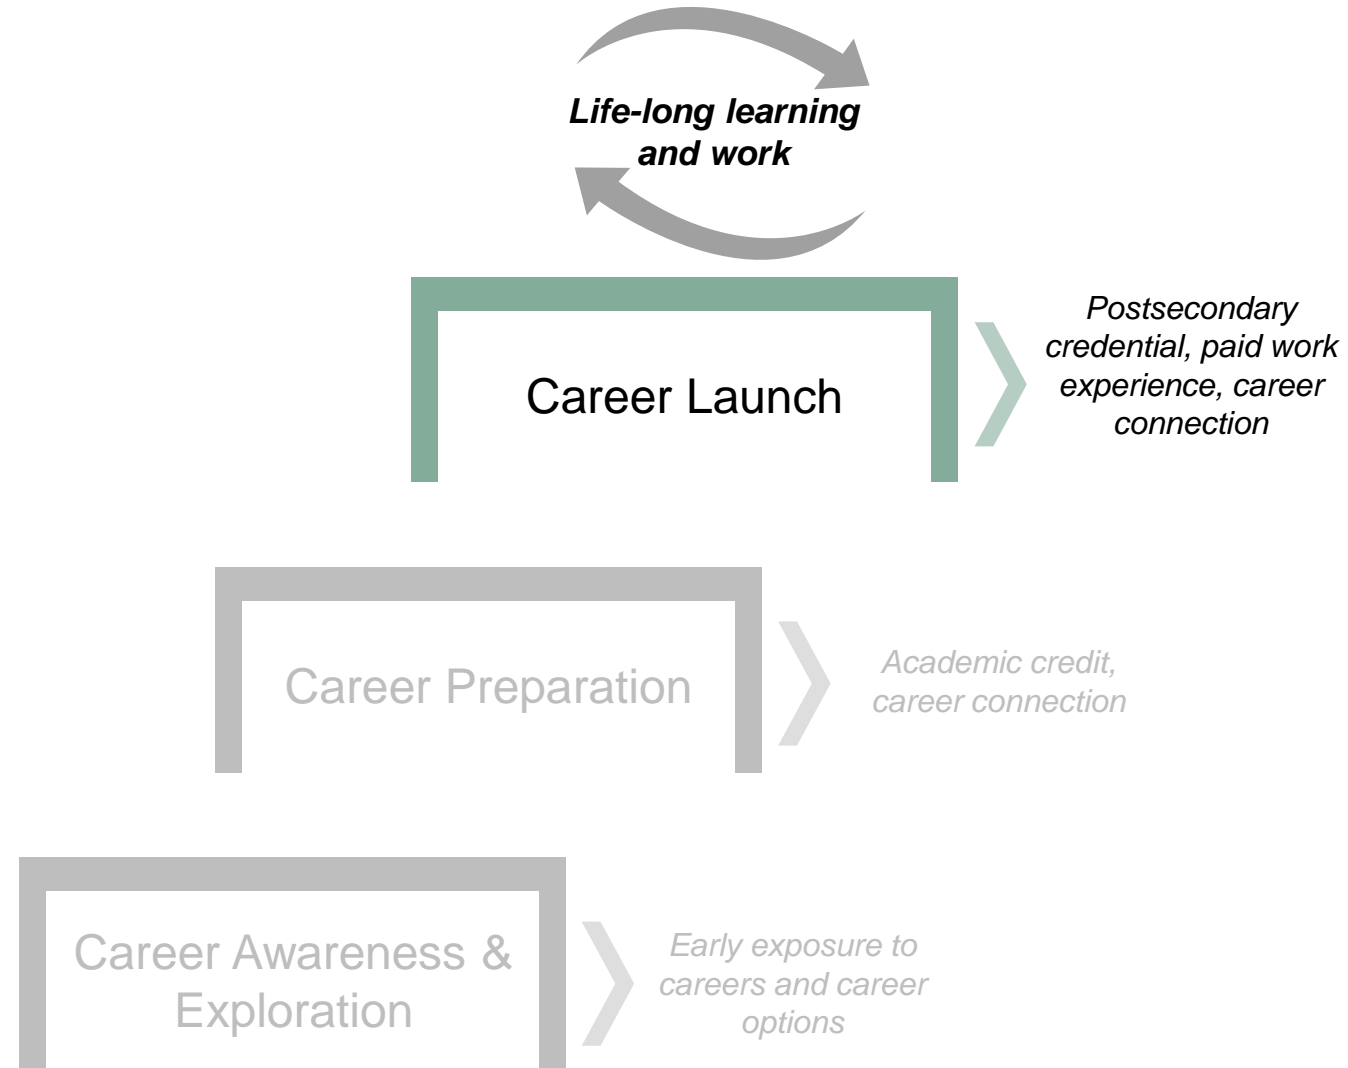 Life-long learning
and work
Career Launch
Postsecondary
credential, paid work
experience, career
connection
Career Preparation
Academic credit,
career connection
Career Awareness &
Exploration
Early exposure to
careers and career
options